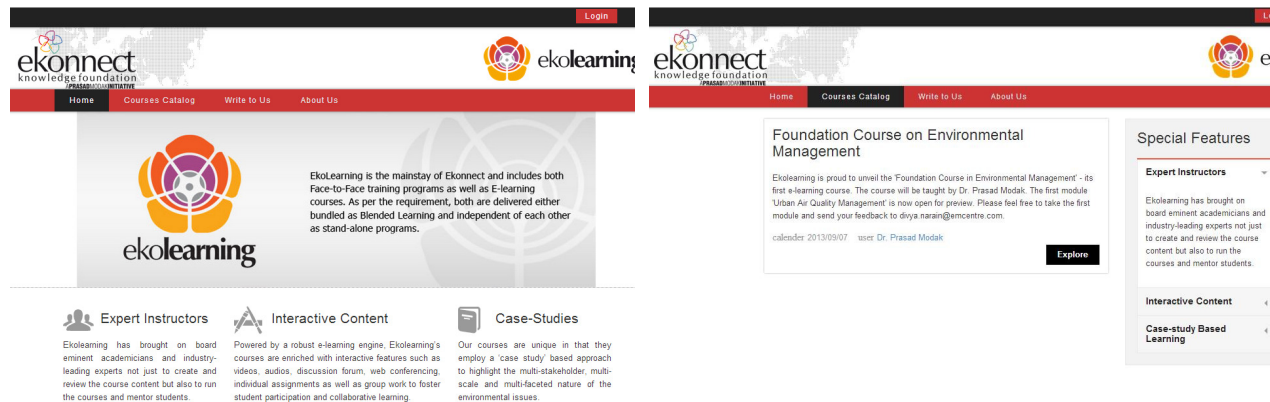 Login
ekonnect
knowledge foundation
A PRASAD MODAK INITIATIVE
ekolearning
Home Courses Catalog Write to Us About Us
ekolearning
EkoLearning is the mainstay of Ekonnect and includes both
Face-to-Face training programs as well as E-learning
courses. As per the requirement, both are delivered either
bundled as Blended Learning and independent of each other
as stand-alone programs.
Expert Instructors
Ekolearning has brought on board
eminent academicians and industry-
leading experts not just to create and
review the course content but also to run
the courses and mentor students.
Interactive Content
Powered by a robust e-learning engine, Ekolearning's
courses are enriched with interactive features such as
videos, audios, discussion forum, web conferencing,
individual assignments as well as group work to foster
student participation and collaborative learning.
Case-Studies
Our courses are unique in that they
employ a 'case study' based approach
to highlight the multi-stakeholder, multi-
scale and multi-faceted nature of the
environmental issues.
ekonnect
knowledge foundation
A PRASAD MODAK INITIATIVE
Home Courses Catalog Write to Us About Us
Foundation Course on Environmental
Management
Ekolearning is proud to unveil the 'Foundation Course in Environmental Management' - its
first e-learning course. The course will be taught by Dr. Prasad Modak. The first module
'Urban Air Quality Management' is now open for preview. Please feel free to take the first
module and send your feedback to divya.narain@emcentre.com.
calender 2013/09/07 user Dr. Prasad Modak
Explore
Special Features
Expert Instructors
Ekolearning has brought on
board eminent academicians and
industry-leading experts not just
to create and review the course
content but also to run the
courses and mentor students.
Interactive Content
Case-study Based
Learning